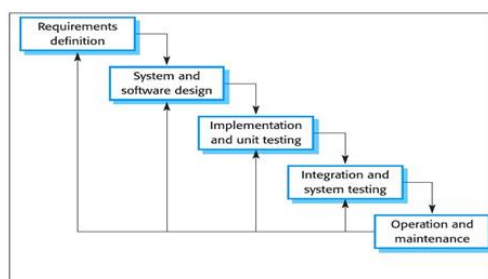 Requirements
definition
System and
software design
Implementation
and unit testing
Integration and
system testing
Operation and
maintenance